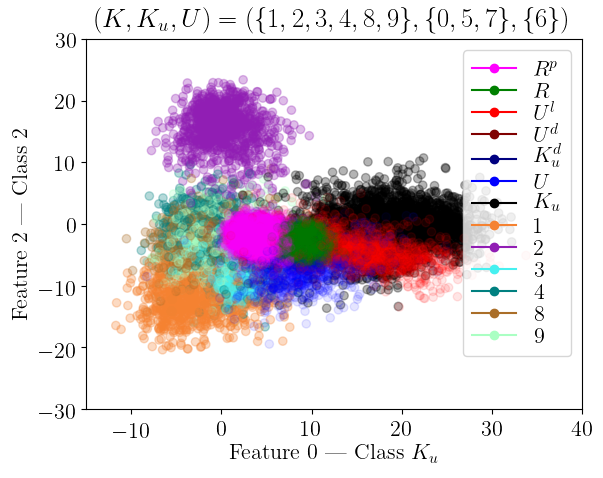 (K, K_u, U) = ({1, 2, 3, 4, 8, 9}, {0, 5, 7}, {6})
30
20
10
0
−10
−20
−30
Feature 2 — Class 2
−10 0 10 20 30 40
Feature 0 — Class K_u
R^p
R
U^l
U^d
K_u^d
U
K_u
1
2
3
4
8
9